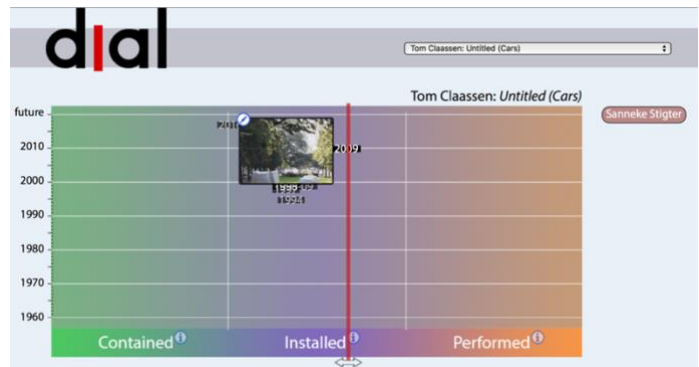 dial
Tom Claassen: Untitled (Cars)
Tom Claassen: Untitled (Cars)
future
Sanneke Stigter
2010
2009
2000
1994
1990
1980
1970
1960
Contained
Installed
Performed